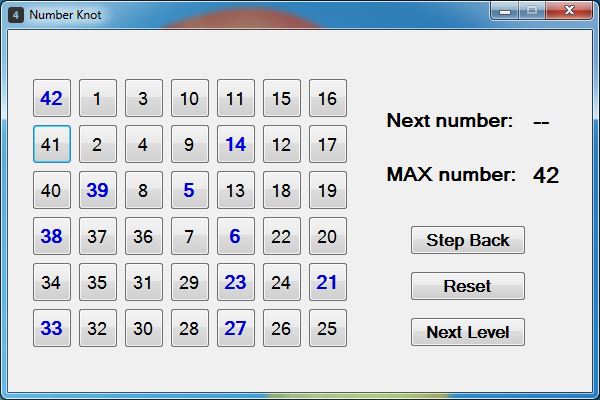 4 Number Knot
42 1 3 10 11 15 16
41 2 4 9 14 12 17
40 39 8 5 13 18 19
38 37 36 7 6 22 20
34 35 31 29 23 24 21
33 32 30 28 27 26 25
Next number: --
MAX number: 42
Step Back
Reset
Next Level